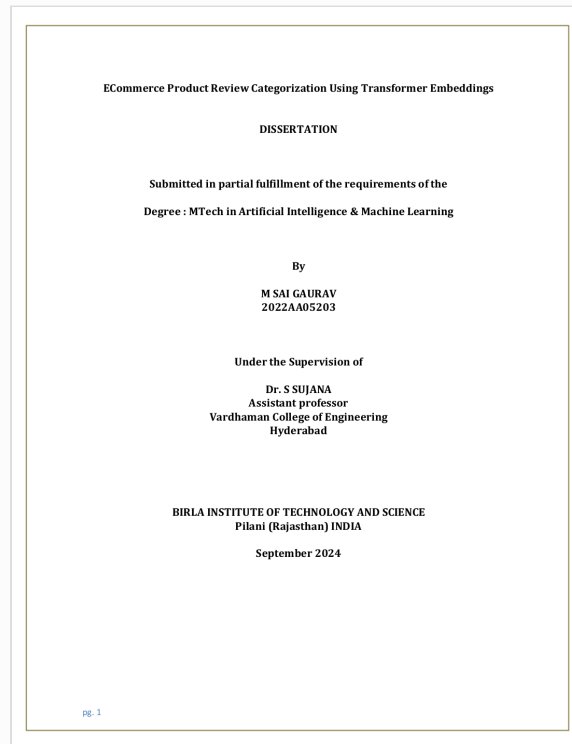 ECommerce Product Review Categorization Using Transformer Embeddings
DISSERTATION
Submitted in partial fulfillment of the requirements of the
Degree : MTech in Artificial Intelligence & Machine Learning
By
M SAI GAURAV
2022AA05203
Under the Supervision of
Dr. S SUJANA
Assistant professor
Vardhaman College of Engineering
Hyderabad
BIRLA INSTITUTE OF TECHNOLOGY AND SCIENCE
Pilani (Rajasthan) INDIA
September 2024
pg. 1